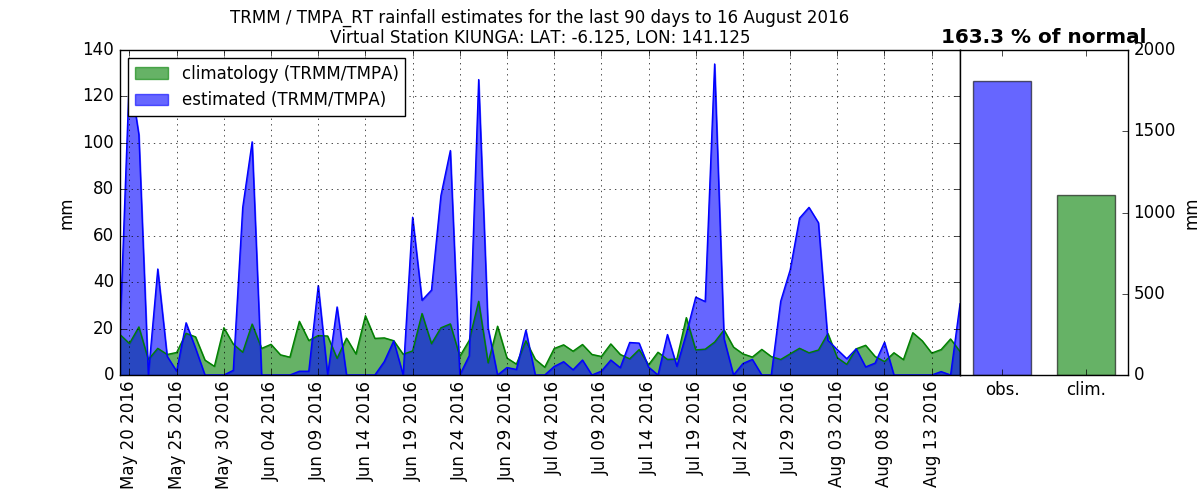 TRMM / TMPA_RT rainfall estimates for the last 90 days to 16 August 2016
Virtual Station KIUNGA: LAT: -6.125, LON: 141.125
163.3 % of normal
climatology (TRMM/TMPA)
estimated (TRMM/TMPA)
140
120
100
80
60
40
20
0
mm
May 20 2016
May 25 2016
May 30 2016
Jun 04 2016
Jun 09 2016
Jun 14 2016
Jun 19 2016
Jun 24 2016
Jun 29 2016
Jul 04 2016
Jul 09 2016
Jul 14 2016
Jul 19 2016
Jul 24 2016
Jul 29 2016
Aug 03 2016
Aug 08 2016
Aug 13 2016
obs.
clim.
2000
1500
1000
500
0
mm